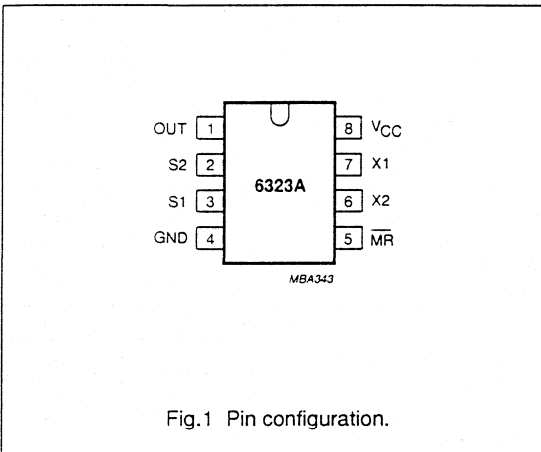 OUT 1 8 VCC
S2 2 7 X1
6323A
S1 3 6 X2
GND 4 5 M̅R̅
MBA343
Fig.1 Pin configuration.